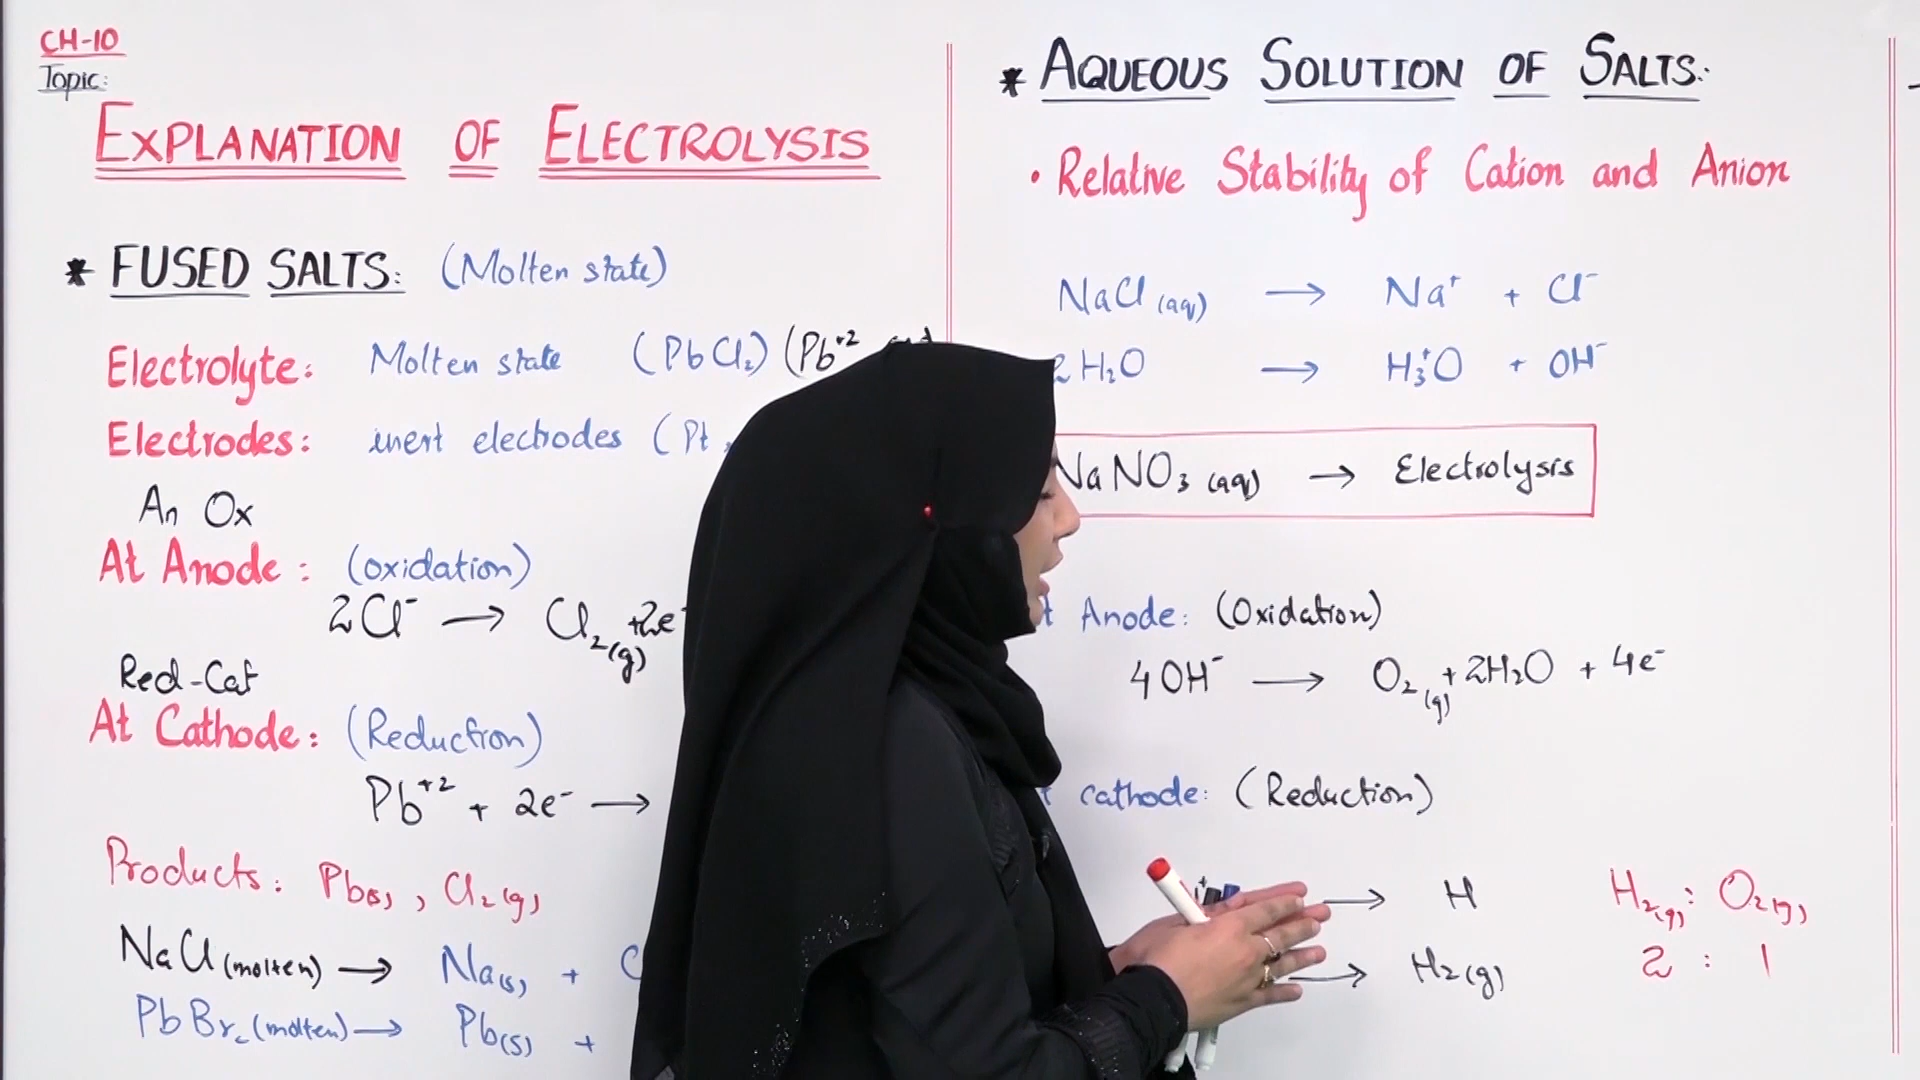 CH-10
Topic:
EXPLANATION OF ELECTROLYSIS
* FUSED SALTS: (Molten state)
Electrolyte: Molten state (PbCl₂) (Pb⁺²
Electrodes: inert electrodes (Pt,
An Ox
At Anode: (oxidation)
2Cl⁻ → Cl₂(g) +2e⁻
Red-Cat
At Cathode: (Reduction)
Pb⁺² + 2e⁻ →
Products: Pb(s), Cl₂(g)
NaCl(molten) → Na(s) + C
PbBr₂(molten) → Pb(s) +
* AQUEOUS SOLUTION OF SALTS:
• Relative Stability of Cation and Anion
NaCl(aq) → Na⁺ + Cl⁻
2H₂O → H₃⁺O + OH⁻
NaNO₃(aq) → Electrolysis
t Anode: (Oxidation)
4OH⁻ → O₂(g) + 2H₂O + 4e⁻
t cathode: (Reduction)
→ H
→ H₂(g)
H₂(g) : O₂(g)
2 : 1